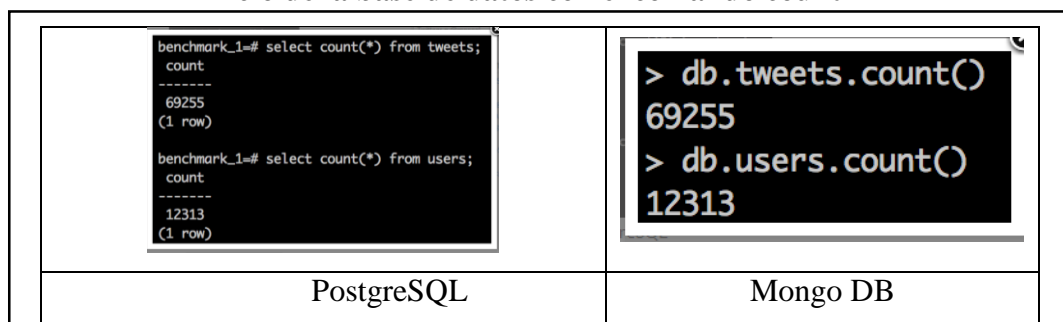 benchmark_1=# select count(*) from tweets;
count
-------
69255
(1 row)
benchmark_1=# select count(*) from users;
count
-------
12313
(1 row)
> db.tweets.count()
69255
> db.users.count()
12313
PostgreSQL
Mongo DB